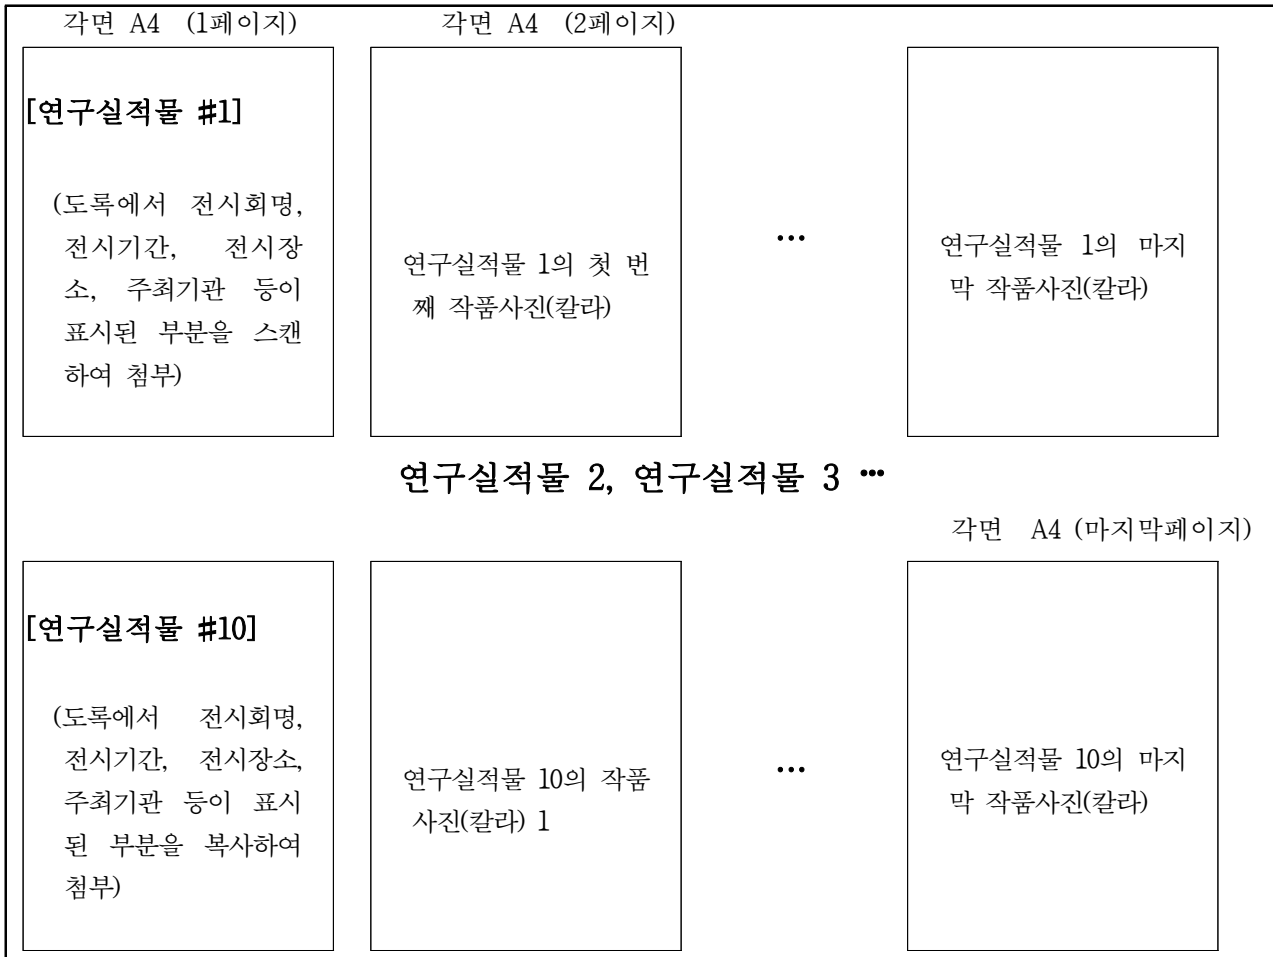 각면 A4 (1페이지)
각면 A4 (2페이지)
[연구실적물 #1]
(도록에서 전시회명,
전시기간, 전시장
소, 주최기관 등이
표시된 부분을 스캔
하여 첨부)
연구실적물 1의 첫 번
째 작품사진(칼라)
…
연구실적물 1의 마지
막 작품사진(칼라)
연구실적물 2, 연구실적물 3 …
각면 A4 (마지막페이지)
[연구실적물 #10]
(도록에서 전시회명,
전시기간, 전시장소,
주최기관 등이 표시
된 부분을 복사하여
첨부)
연구실적물 10의 작품
사진(칼라) 1
…
연구실적물 10의 마지
막 작품사진(칼라)